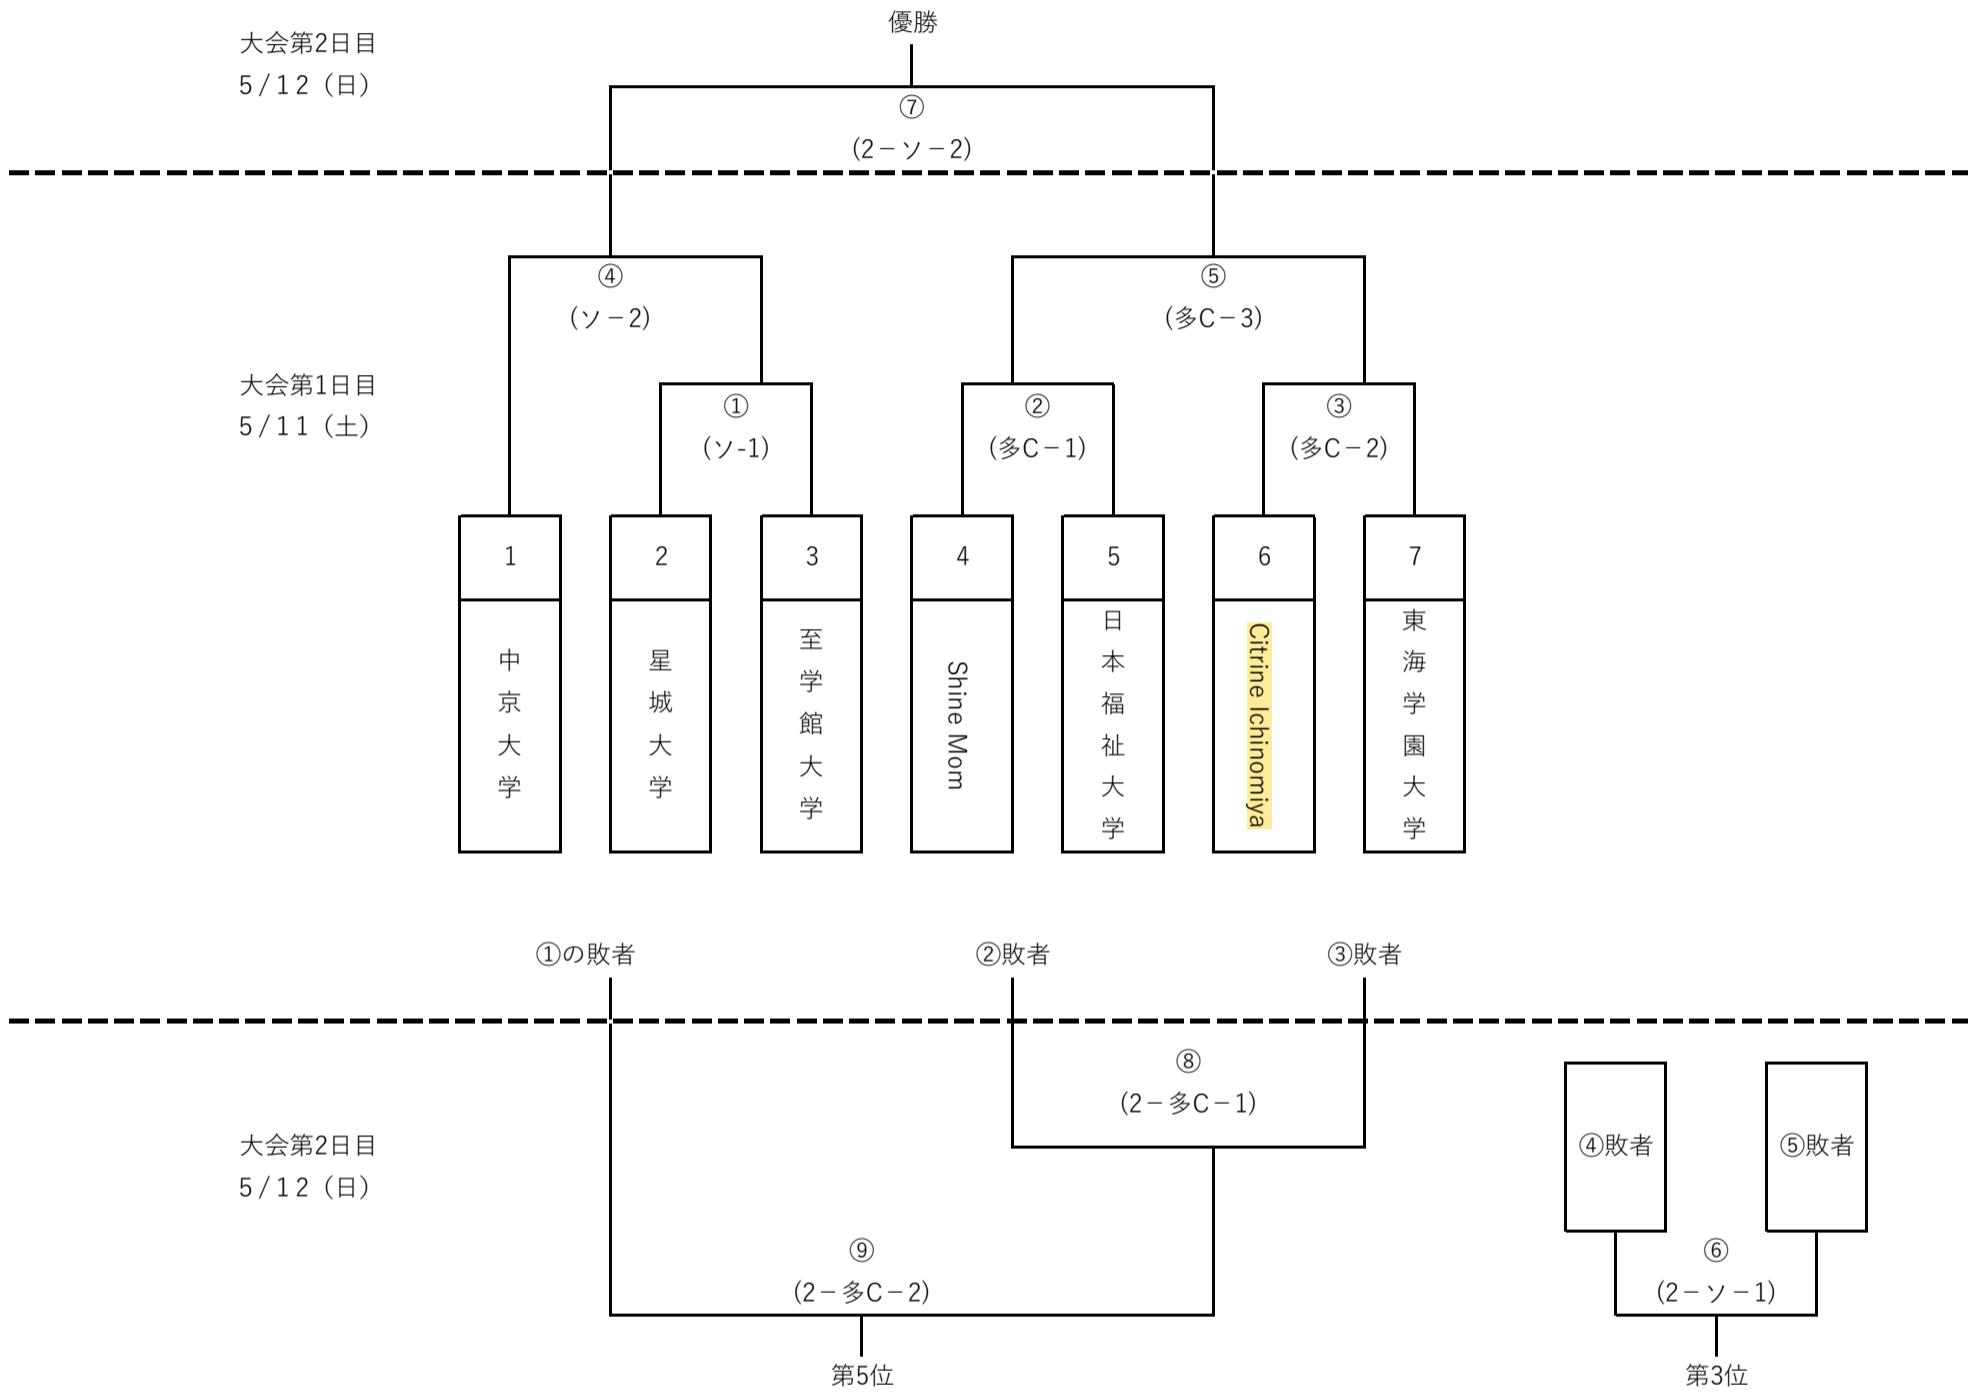 優勝
大会第2日目
5/12（日）
⑦
(2－ソ－2)
④
(ソ－2)
⑤
(多C－3)
大会第1日目
5/11（土）
①
(ソ-1)
②
(多C－1)
③
(多C－2)
1
2
3
4
5
6
7
中京大学
星城大学
至学館大学
Shine Mom
日本福祉大学
Citrine Ichinomiya
東海学園大学
①の敗者
②敗者
③敗者
⑧
(2－多C－1)
大会第2日目
5/12（日）
④敗者
⑤敗者
⑨
(2－多C－2)
⑥
(2－ソ－1)
第5位
第3位